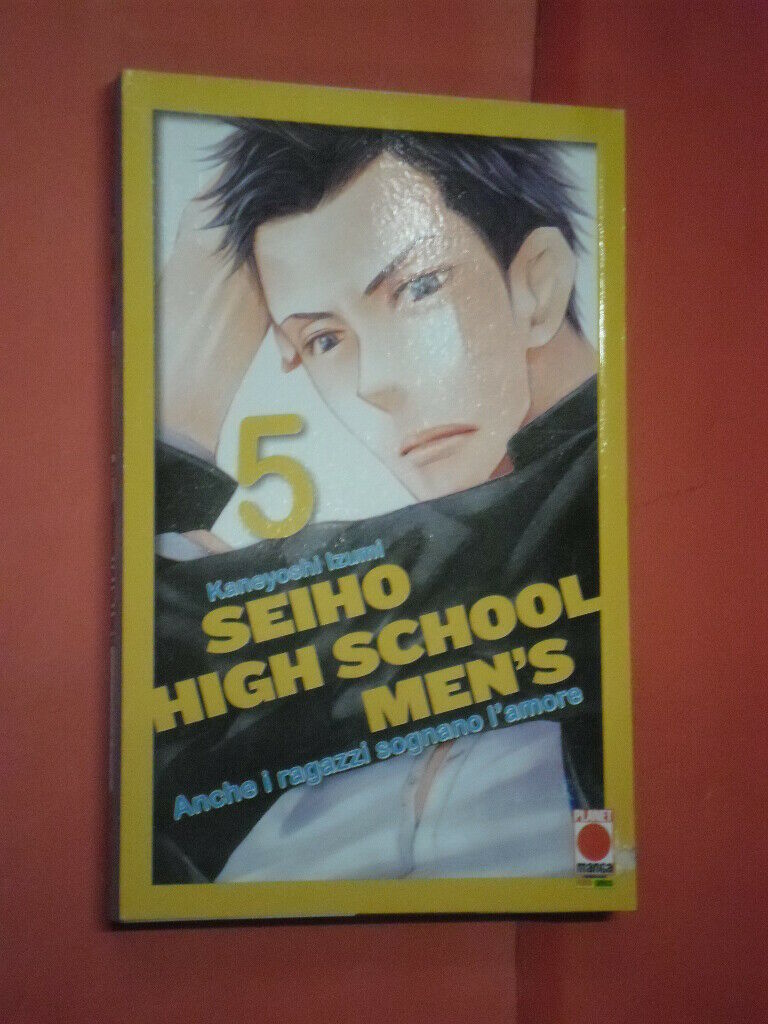 5
Kaneyoshi Izumi
SEIHO
HIGH SCHOOL
MEN'S
Anche i ragazzi sognano l'amore
PLANET
manga